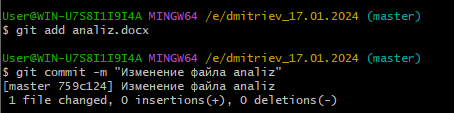 User@WIN-U7S8I1I9I4A MINGW64 /e/dmitriev_17.01.2024 (master)
$ git add analiz.docx
User@WIN-U7S8I1I9I4A MINGW64 /e/dmitriev_17.01.2024 (master)
$ git commit -m "Изменение файла analiz"
[master 759c124] Изменение файла analiz
 1 file changed, 0 insertions(+), 0 deletions(-)